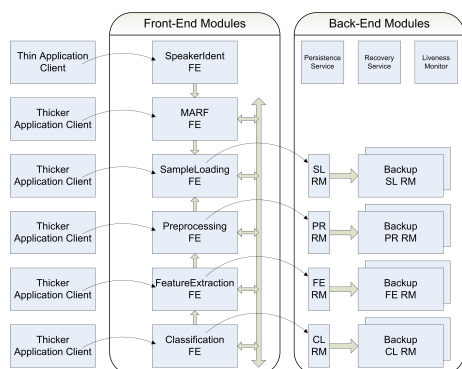 Front-End Modules
Back-End Modules
Thin Application
Client
SpeakerIdent
FE
Persistence
Service
Recovery
Service
Liveness
Monitor
Thicker
Application Client
MARF
FE
Thicker
Application Client
SampleLoading
FE
SL
RM
Backup
SL RM
Thicker
Application Client
Preprocessing
FE
PR
RM
Backup
PR RM
Thicker
Application Client
FeatureExtraction
FE
FE
RM
Backup
FE RM
Thicker
Application Client
Classification
FE
CL
RM
Backup
CL RM